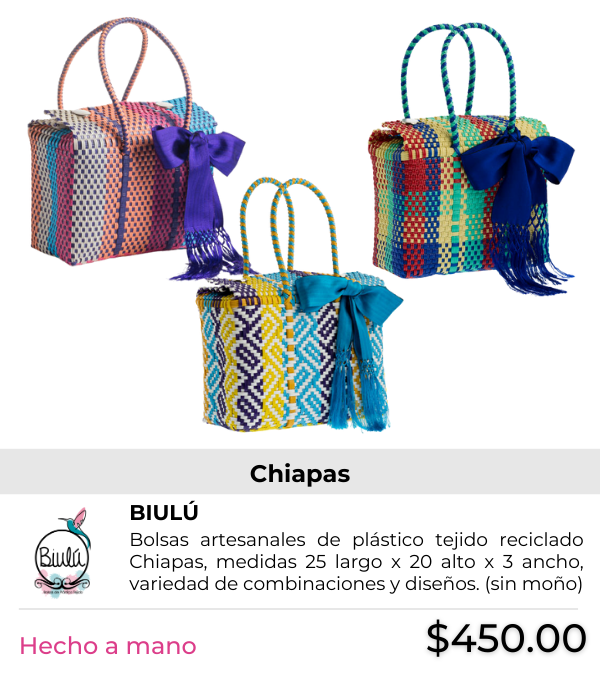 Chiapas
BIULÚ
Bolsas artesanales de plástico tejido reciclado
Chiapas, medidas 25 largo x 20 alto x 3 ancho,
variedad de combinaciones y diseños. (sin moño)
Biulú
Hecho a mano
$450.00